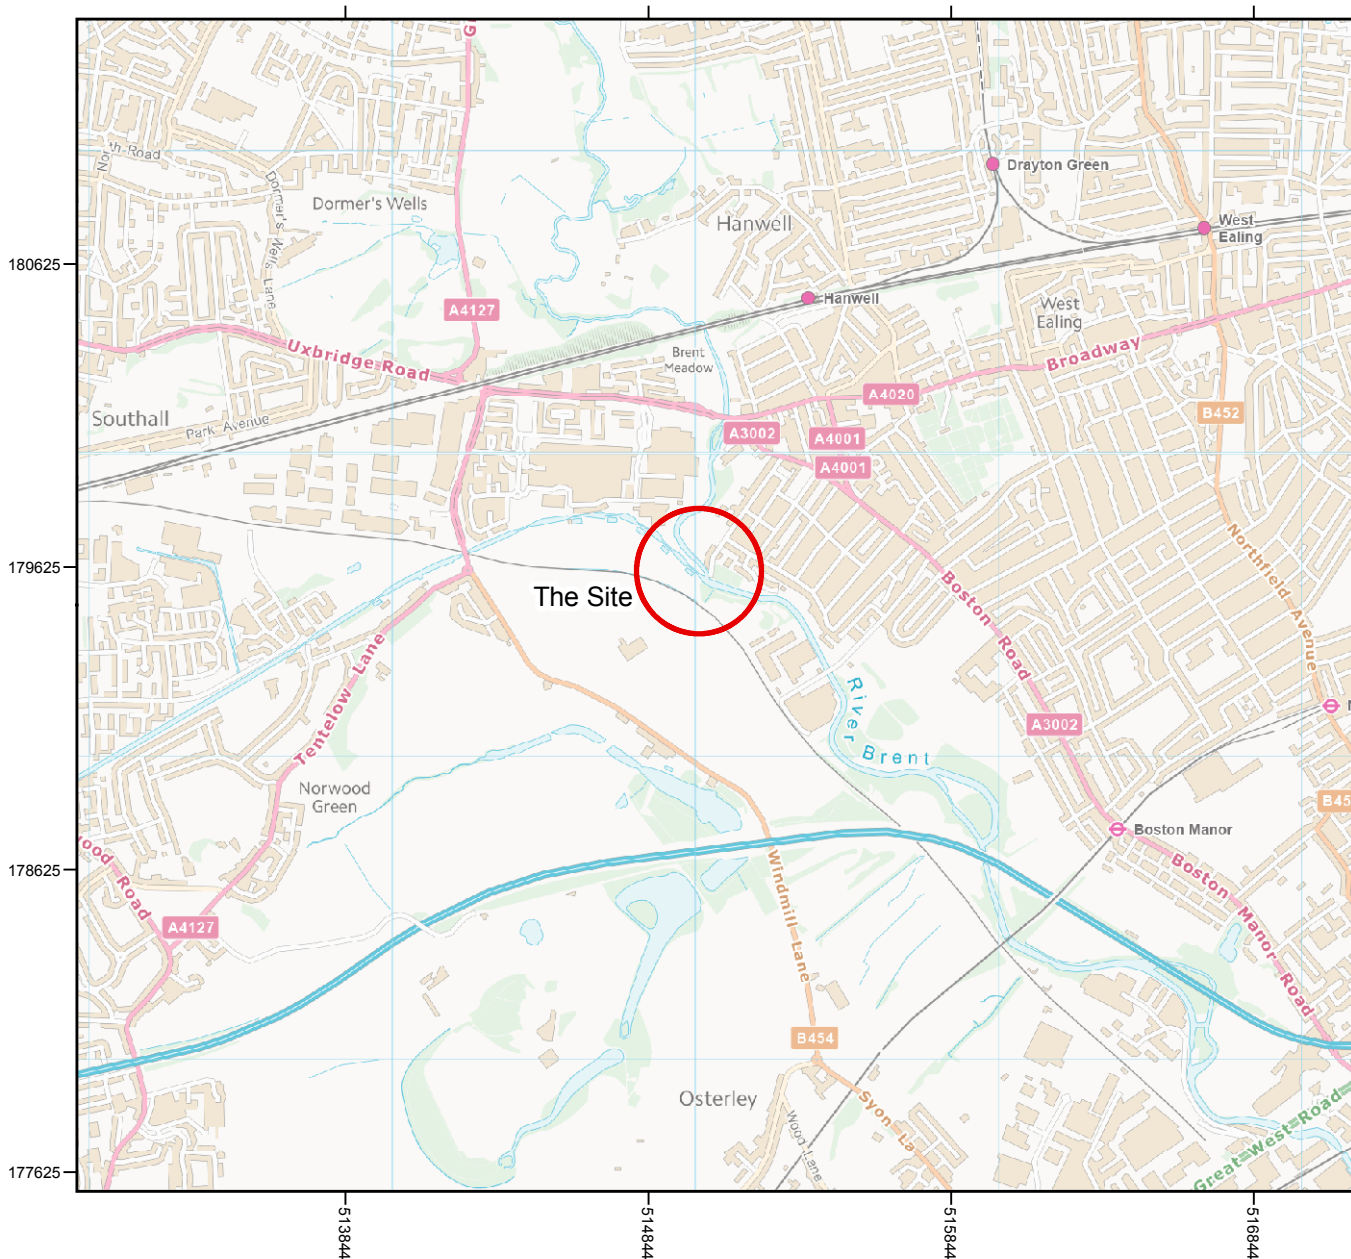 G
North Road
Drayton Green
Dormer's Wells Lane
Dormer's Wells
Hanwell
West
Ealing
180625
A4127
Hanwell
West
Ealing
Uxbridge Road
Brent
Meadow
Broadway
A4020
B452
Southall
Park Avenue
A3002
A4001
A4001
Northfield Avenue
179625
The Site
Boston Road
Tentelow Lane
River Brent
A3002
N
Norwood
Green
B45
Boston Manor
ood Road
178625
Windmill Lane
Boston Manor Road
A4127
B454
Osterley
Syon La
Wood Lane
Great West Road
177625
513844
514844
515844
516844